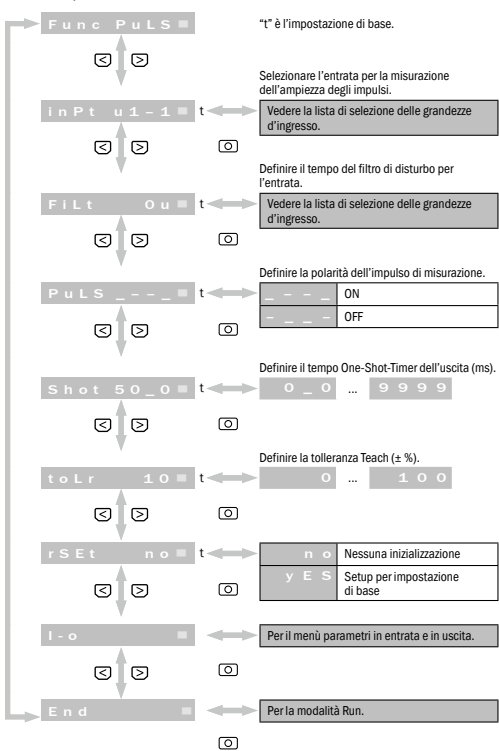 Func PuLS
"t" è l'impostazione di base.
Selezionare l'entrata per la misurazione
dell'ampiezza degli impulsi.
inPt u1-1 t
Vedere la lista di selezione delle grandezze
d'ingresso.
Definire il tempo del filtro di disturbo per
l'entrata.
FiLt 0u t
Vedere la lista di selezione delle grandezze
d'ingresso.
Definire la polarità dell'impulso di misurazione.
PuLS _--_ t
_--_ ON
-__- OFF
Definire il tempo One-Shot-Timer dell'uscita (ms).
Shot 50_0 t
0_0 ... 9999
Definire la tolleranza Teach (± %).
toLr 10 t
0 ... 100
rSEt no t
no Nessuna inizializzazione
yES Setup per impostazione
di base
I-o
Per il menù parametri in entrata e in uscita.
End
Per la modalità Run.